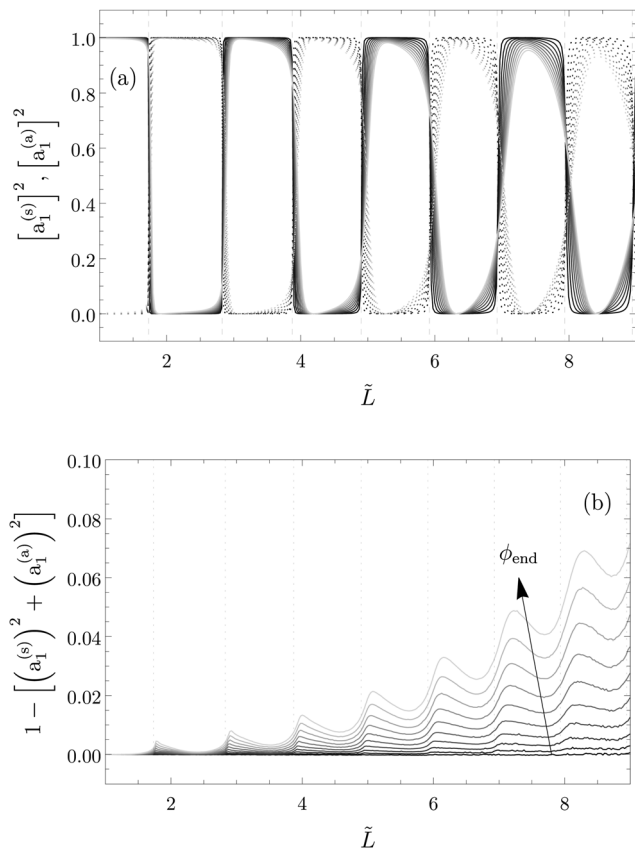 (a)
1.0
0.8
0.6
0.4
0.2
0.0
[a₁⁽ˢ⁾]², [a₁⁽ᵃ⁾]²
2 4 6 8
L̃
(b)
0.10
0.08
0.06
0.04
0.02
0.00
1 − [(a₁⁽ˢ⁾)² + (a₁⁽ᵃ⁾)²]
ϕend
2 4 6 8
L̃